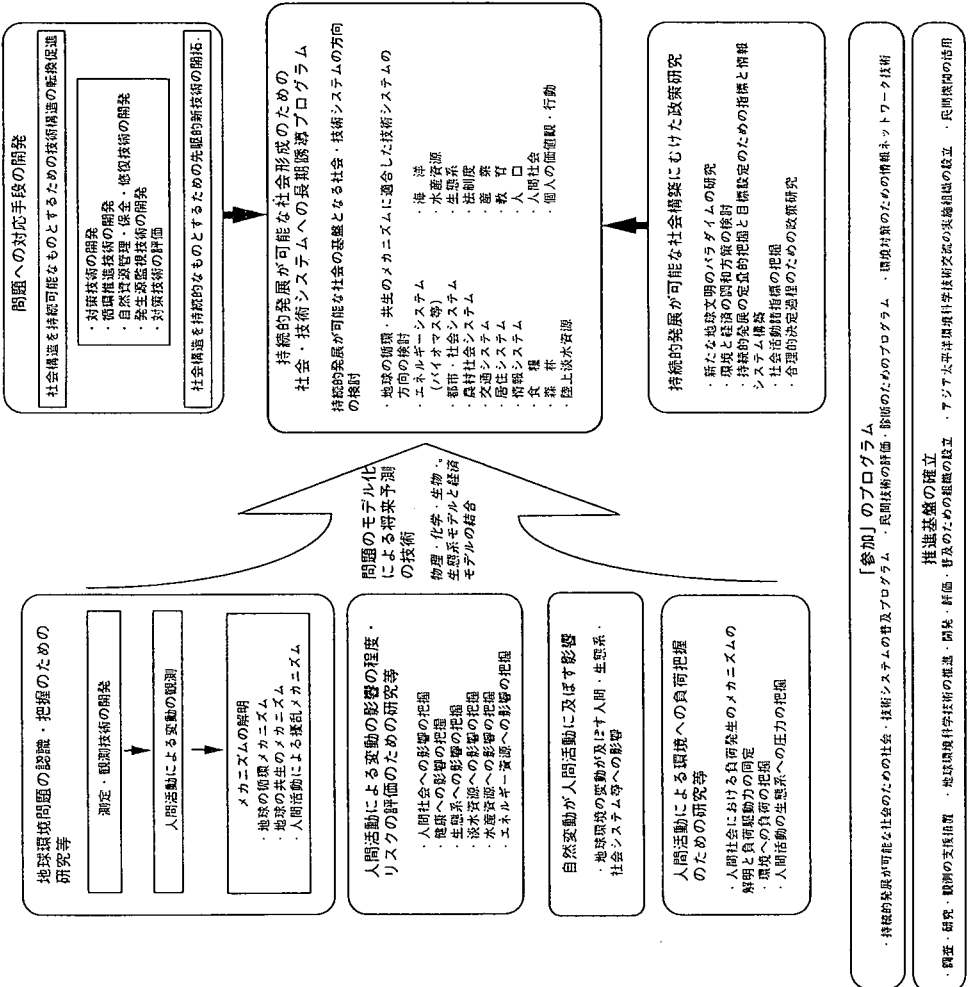 地球環境問題の認識・把握のための
研究等
測定・観測技術の開発
人間活動による変動の観測
メカニズムの解明
・地球の循環メカニズム
・地球の共生のメカニズム
・人間活動による擾乱メカニズム
人間活動による変動の影響の程度・
リスクの評価のための研究等
・人間社会への影響の把握
・健康への影響の把握
・生態系への影響の把握
・淡水資源への影響の把握
・水産資源への影響の把握
・エネルギー資源への影響の把握
自然変動が人間活動に及ぼす影響
・地球環境の変動が及ぼす人間・生態系・
社会システム等への影響
人間活動による環境への負荷把握
のための研究等
・人間社会における負荷発生のメカニズムの
解明と負荷駆動力の同定
・環境への負荷の把握
・人間活動の生態系への圧力の把握
問題のモデル化
による将来予測
の技術
物理・化学・生物・。
生態系モデルと経済
モデルの結合
問題への対応手段の開発
社会構造を持続可能なものとするための技術構造の転換促進
・対策技術の開発
・循環推進技術の開発
・自然資源管理・保全・修復技術の開発
・発生源監視技術の開発
・対策技術の評価
社会構造を持続的なものとするための先駆的新技術の開拓・
持続的発展が可能な社会形成のための
社会・技術システムへの長期誘導プログラム
持続的発展が可能な社会の基盤となる社会・技術システムの方向
の検討
・地球の循環・共生のメカニズムに適合した技術システムの
方向の検討
・エネルギーシステム
(バイオマス等)
・都市・社会システム
・農村社会システム
・交通システム
・居住システム
・情報システム
・食　糧
・森　林
・陸上淡水資源
・海　洋
・水産資源
・生態系
・法制度
・産　業
・教　育
・人　口
・人間社会
・個人の価値観・行動
持続的発展が可能な社会構築にむけた政策研究
・新たな地球文明のパラダイムの研究
・環境と経済の調和方策の検討
・持続的発展の定量的把握と目標設定のための指標と情報
システム構築
・社会活動諸指標の把握
・合理的決定過程のための政策研究
「参加」のプログラム
・持続的発展が可能な社会のための社会・技術システムの普及プログラム　・民間技術の評価・診断のためのプログラム　・環境対策のための情報ネットワーク技術
推進基盤の確立
・調査・研究・観測の支援措置　・地球環境科学技術の推進・開発・評価・普及のための組織の設立　・アジア太平洋環境科学技術交流の実施組織の設立　・民間機関の活用